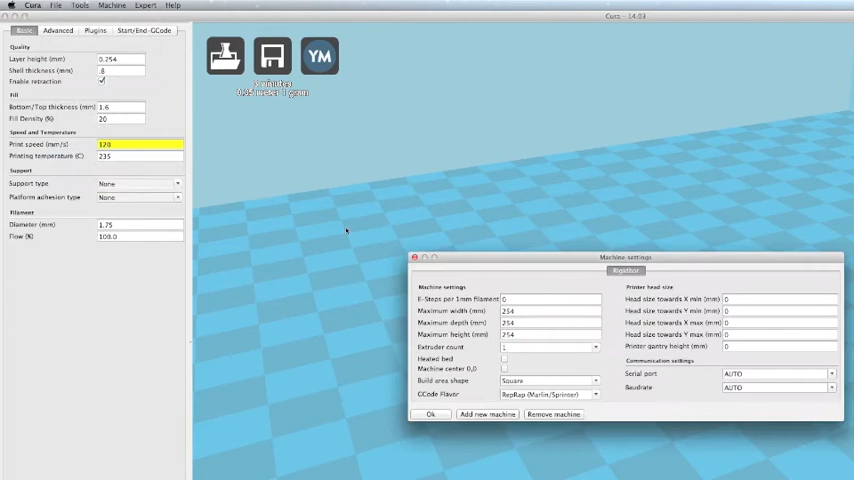 Cura File Tools Machine Expert Help
Cura - 14.03
Basic Advanced Plugins Start/End-GCode
Quality
Layer height (mm) 0.254
Shell thickness (mm) .8
Enable retraction
Fill
Bottom/Top thickness (mm) 1.6
Fill Density (%) 20
Speed and Temperature
Print speed (mm/s) 120
Printing temperature (C) 235
Support
Support type None
Platform adhesion type None
Filament
Diameter (mm) 1.75
Flow (%) 100.0
YM
minutes
meter 1 gram
Machine settings
Rigidbot
Machine settings
E-Steps per 1mm filament 0
Maximum width (mm) 254
Maximum depth (mm) 254
Maximum height (mm) 254
Extruder count 1
Heated bed
Machine center 0,0
Build area shape Square
GCode Flavor RepRap (Marlin/Sprinter)
Printer head size
Head size towards X min (mm) 0
Head size towards Y min (mm) 0
Head size towards X max (mm) 0
Head size towards Y max (mm) 0
Printer gantry height (mm) 0
Communication settings
Serial port AUTO
Baudrate AUTO
Ok Add new machine Remove machine